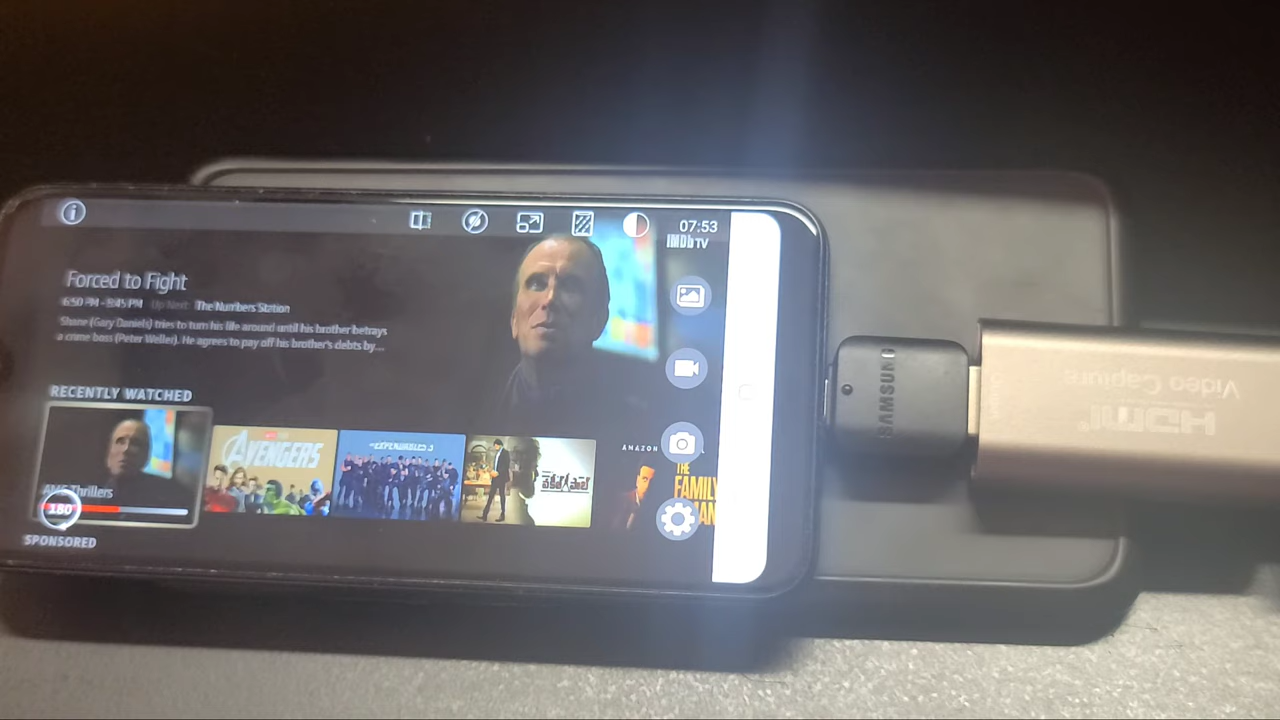 07:53
IMDb TV
Forced to Fight
6:50 PM - 8:45 PM Up Next: The Numbers Station
Shane (Gary Daniels) tries to turn his life around until his brother betrays
a crime boss (Peter Weller). He agrees to pay off his brother's debts by...
RECENTLY WATCHED
AMC Thrillers
180
AVENGERS
EXPENDABLES 3
వకీల్ సాబ్
AMAZON
THE
FAMILY
MAN
SPONSORED
SAMSUNG
HDMI
Video Capture